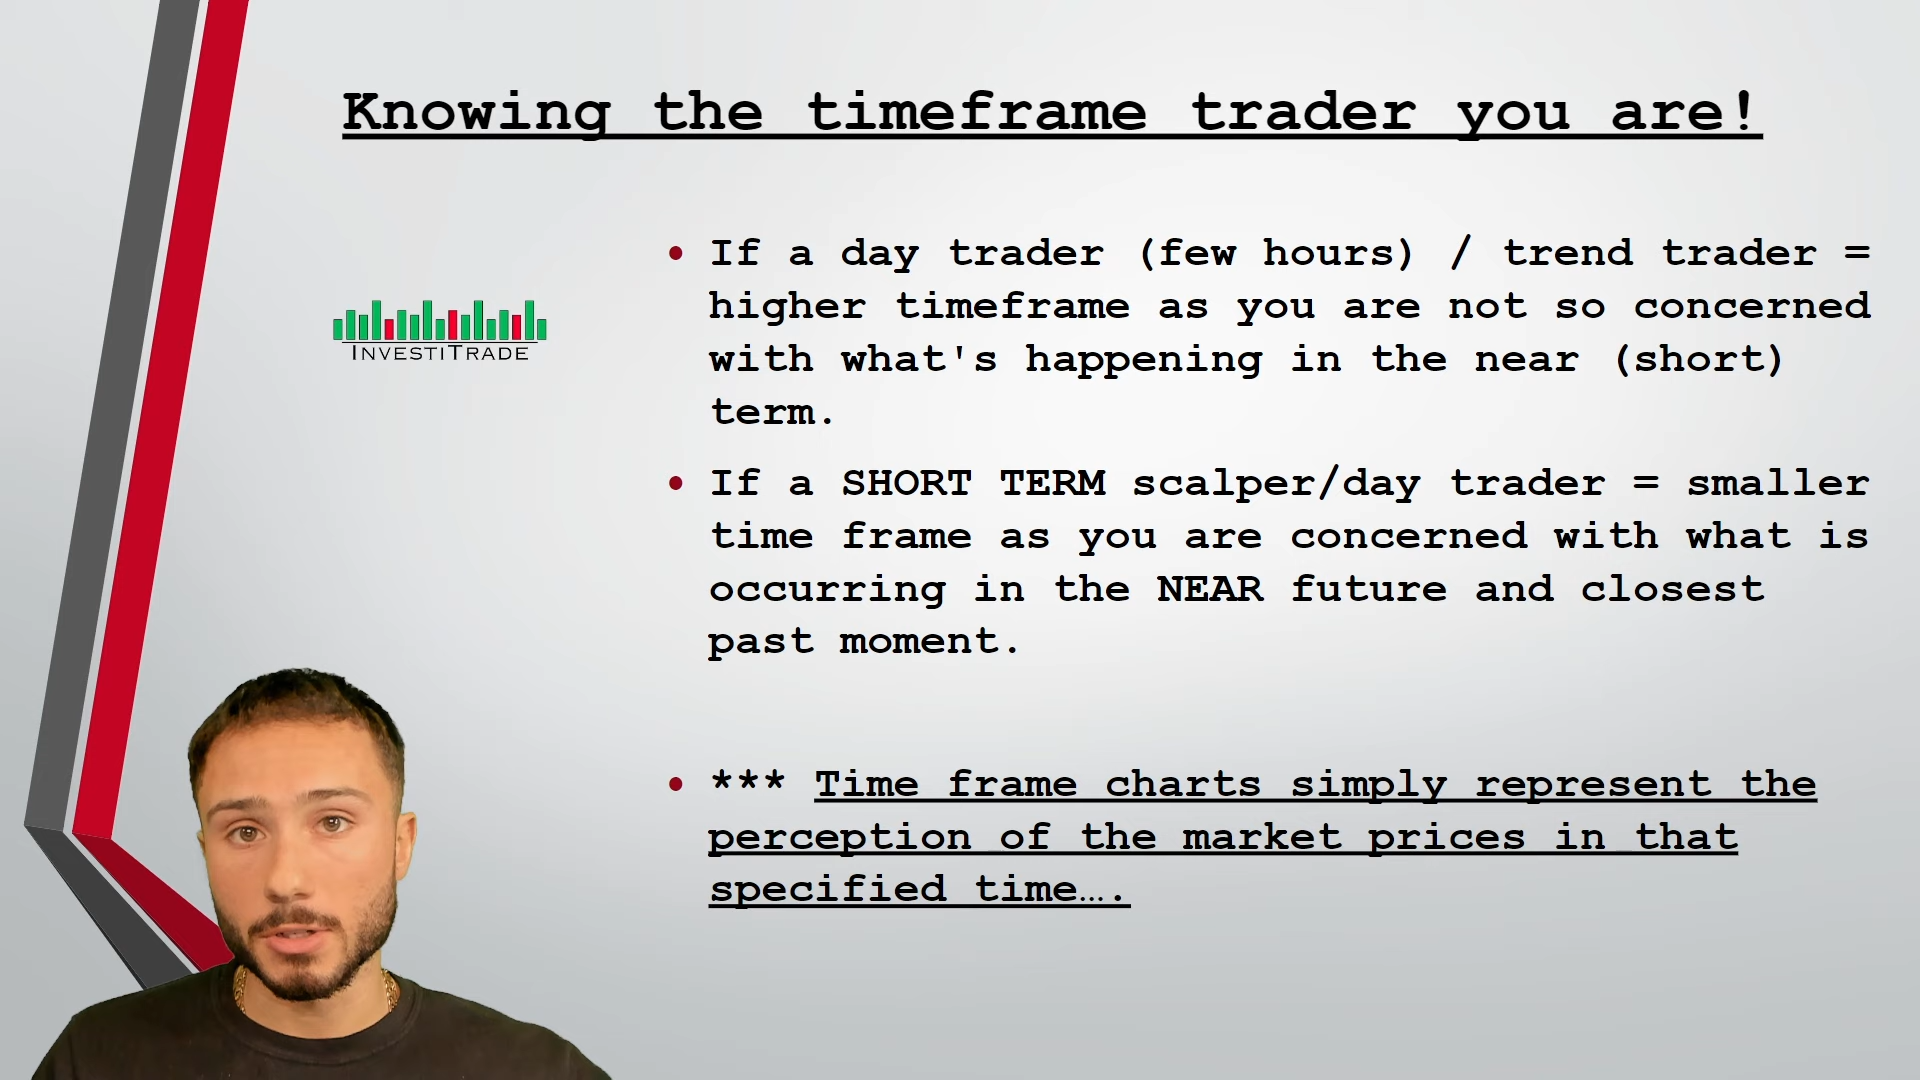 Knowing the timeframe trader you are!
INVESTITRADE
• If a day trader (few hours) / trend trader =
higher timeframe as you are not so concerned
with what's happening in the near (short)
term.
• If a SHORT TERM scalper/day trader = smaller
time frame as you are concerned with what is
occurring in the NEAR future and closest
past moment.
• *** Time frame charts simply represent the
perception of the market prices in that
specified time….